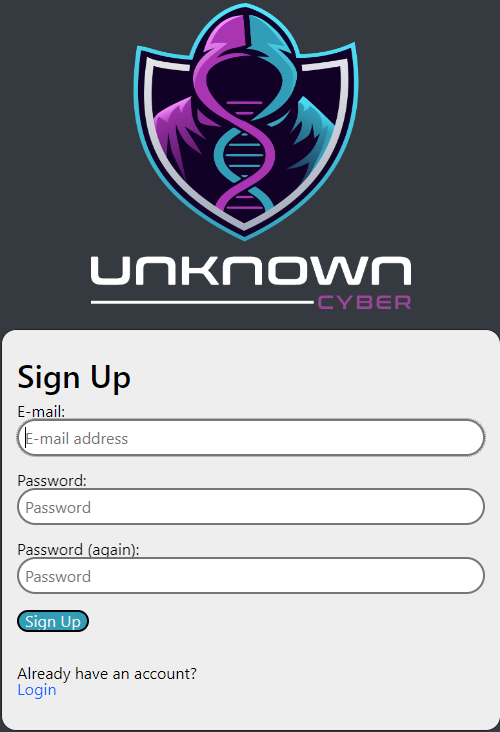 UNKNOWN
CYBER
Sign Up
E-mail:
E-mail address
Password:
Password
Password (again):
Password
Sign Up
Already have an account?
Login